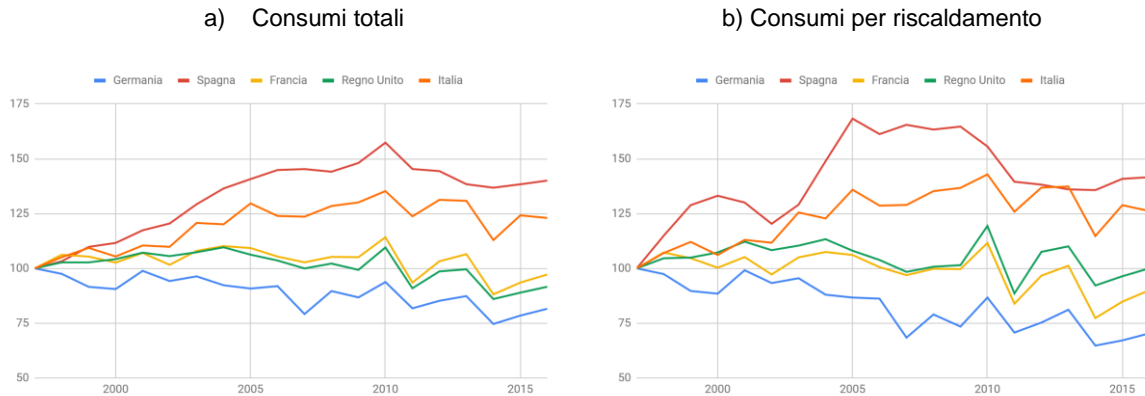 a) Consumi totali
Germania Spagna Francia Regno Unito Italia
175
150
125
100
75
50
2000 2005 2010 2015
b) Consumi per riscaldamento
Germania Spagna Francia Regno Unito Italia
175
150
125
100
75
50
2000 2005 2010 2015